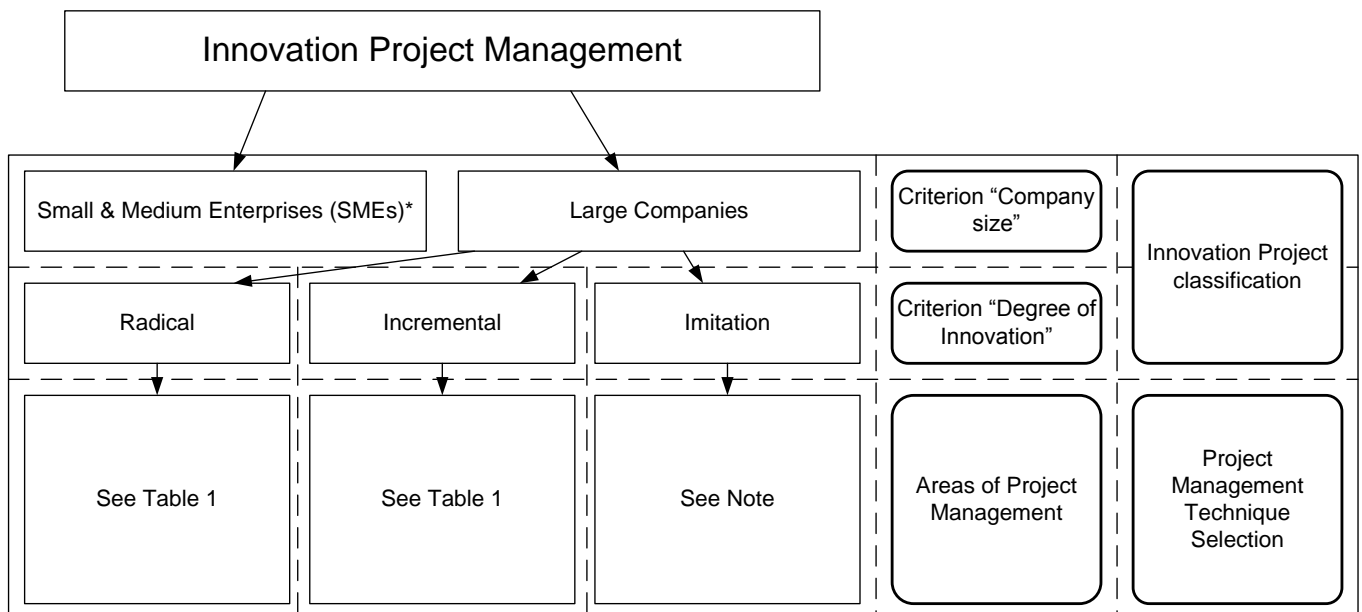 Innovation Project Management
Small & Medium Enterprises (SMEs)*
Large Companies
Criterion “Company
size”
Innovation Project
classification
Radical
Incremental
Imitation
Criterion “Degree of
Innovation”
See Table 1
See Table 1
See Note
Areas of Project
Management
Project
Management
Technique
Selection